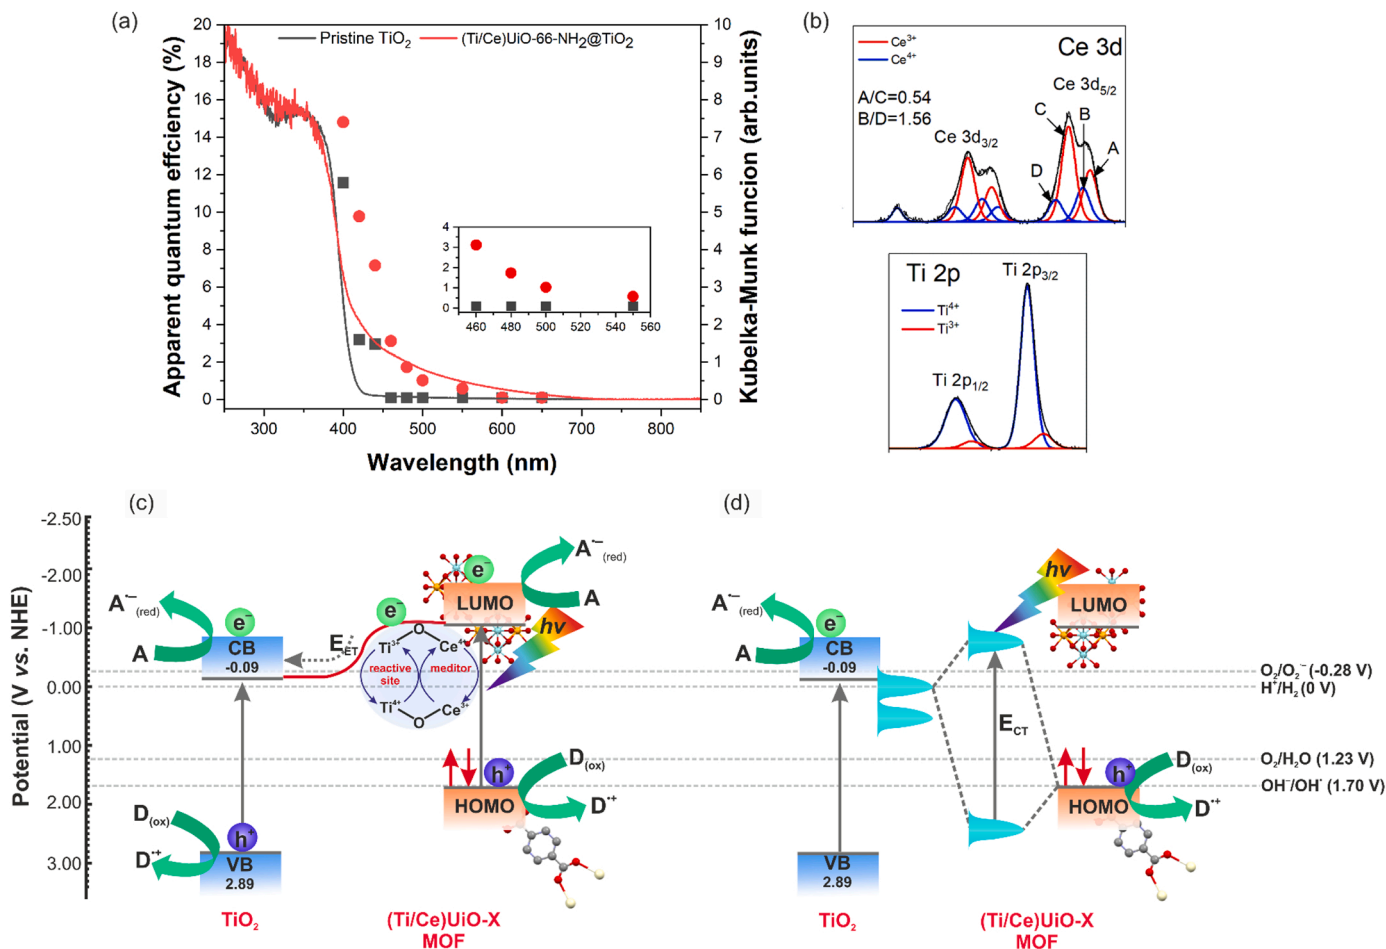 (a)
Pristine TiO₂
(Ti/Ce)UiO-66-NH₂@TiO₂
Apparent quantum effciency (%)
20
18
16
14
12
10
8
6
4
2
0
Kubelka-Munk funcion (arb.units)
10
9
8
7
6
5
4
3
2
1
0
4
3
2
1
0
460 480 500 520 540 560
300 400 500 600 700 800
Wavelength (nm)
(b)
Ce³⁺
Ce⁴⁺
Ce 3d
A/C=0.54
B/D=1.56
Ce 3d₅/₂
Ce 3d₃/₂
C
B
A
D
Ti 2p
Ti 2p₃/₂
Ti⁴⁺
Ti³⁺
Ti 2p₁/₂
(c)
Potential (V vs. NHE)
-2.50
-2.00
-1.00
0.00
1.00
2.00
3.00
A˙⁻(red)
A
e⁻
CB
-0.09
EET
e⁻
e⁻
LUMO
A˙⁻(red)
A
hv
Ti³⁺ O Ce⁴⁺
reactive site
meditor
Ti⁴⁺ O Ce³⁺
h⁺
HOMO
D(ox)
D˙⁺
D(ox)
D˙⁺
h⁺
VB
2.89
TiO₂
(Ti/Ce)UiO-X
MOF
(d)
A˙⁻(red)
A
e⁻
CB
-0.09
hv
LUMO
ECT
O₂/O₂⁻ (-0.28 V)
H⁺/H₂ (0 V)
O₂/H₂O (1.23 V)
OH⁻/OH˙ (1.70 V)
h⁺
HOMO
D(ox)
D˙⁺
VB
2.89
TiO₂
(Ti/Ce)UiO-X
MOF